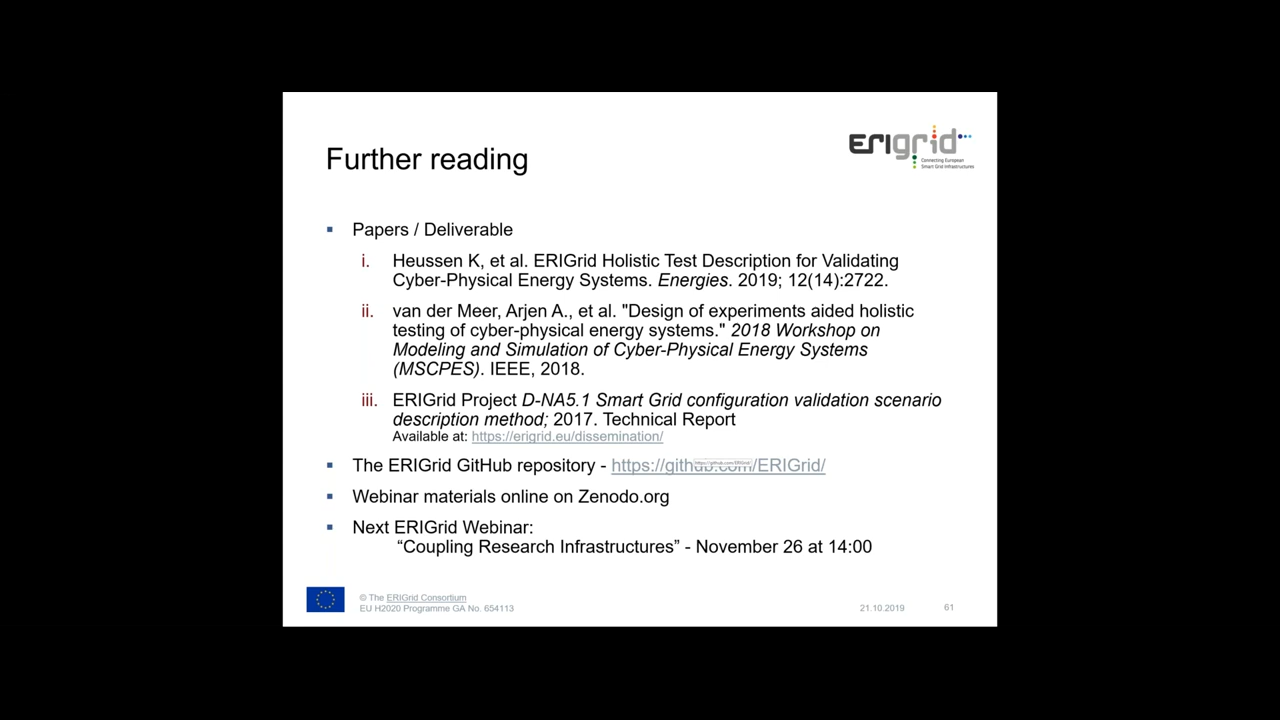 Further reading
ERIGrid
Connecting European
Smart Grid Infrastructures
▪ Papers / Deliverable
i. Heussen K, et al. ERIGrid Holistic Test Description for Validating
Cyber-Physical Energy Systems. Energies. 2019; 12(14):2722.
ii. van der Meer, Arjen A., et al. "Design of experiments aided holistic
testing of cyber-physical energy systems." 2018 Workshop on
Modeling and Simulation of Cyber-Physical Energy Systems
(MSCPES). IEEE, 2018.
iii. ERIGrid Project D-NA5.1 Smart Grid configuration validation scenario
description method; 2017. Technical Report
Available at: https://erigrid.eu/dissemination/
▪ The ERIGrid GitHub repository - https://github.com/ERIGrid/
https://github.com/ERIGrid/
▪ Webinar materials online on Zenodo.org
▪ Next ERIGrid Webinar:
“Coupling Research Infrastructures” - November 26 at 14:00
© The ERIGrid Consortium
EU H2020 Programme GA No. 654113
21.10.2019
61